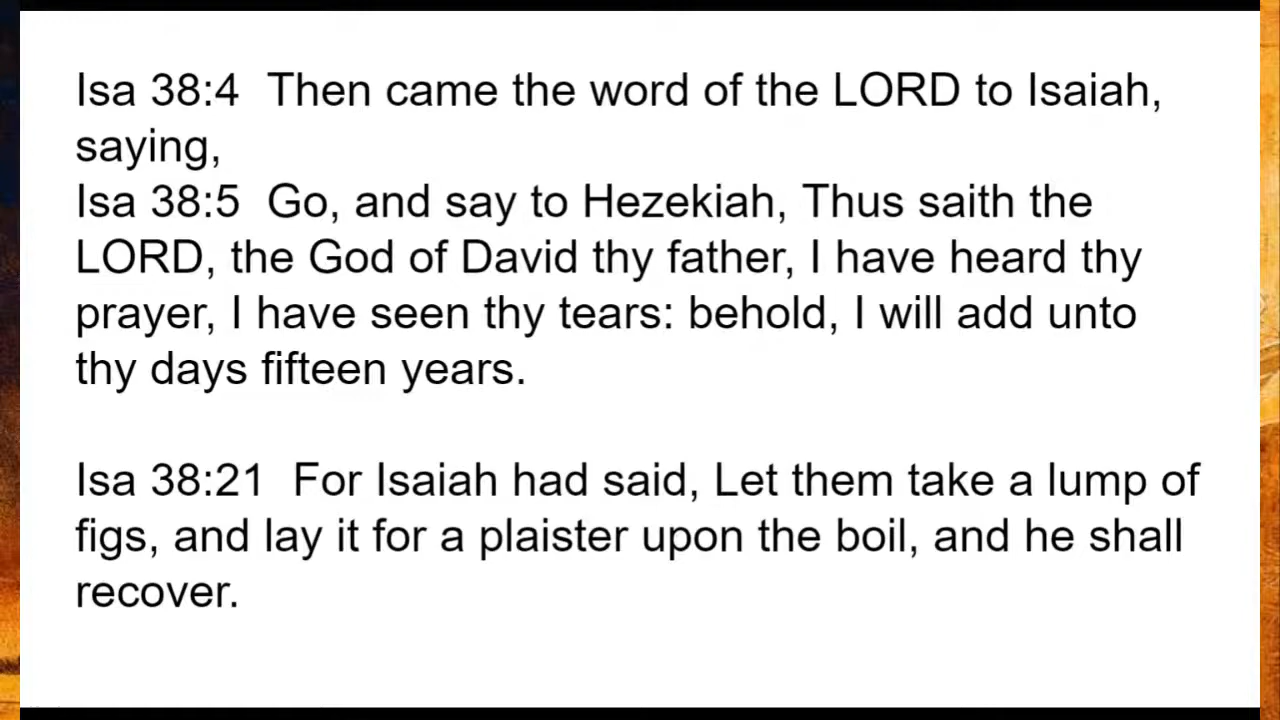 Isa 38:4  Then came the word of the LORD to Isaiah,
saying,
Isa 38:5  Go, and say to Hezekiah, Thus saith the
LORD, the God of David thy father, I have heard thy
prayer, I have seen thy tears: behold, I will add unto
thy days fifteen years.
Isa 38:21  For Isaiah had said, Let them take a lump of
figs, and lay it for a plaister upon the boil, and he shall
recover.